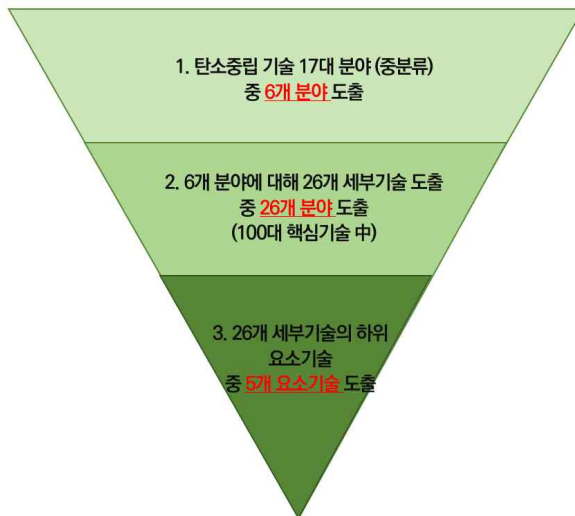 1. 탄소중립 기술 17대 분야 (중분류)
중 6개 분야 도출
2. 6개 분야에 대해 26개 세부기술 도출
중 26개 분야 도출
(100대 핵심기술 中)
3. 26개 세부기술의 하위
요소기술
중 5개 요소기술 도출